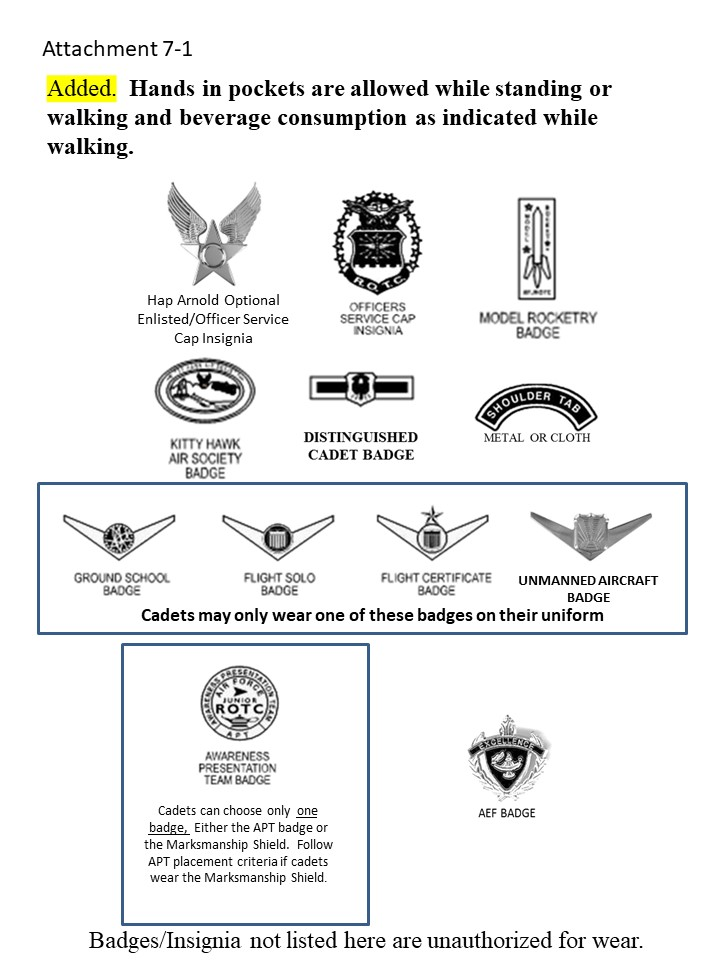 Attachment 7-1
Added. Hands in pockets are allowed while standing or
walking and beverage consumption as indicated while
walking.
Hap Arnold Optional
Enlisted/Officer Service
Cap Insignia
R.O.T.C.
OFFICERS
SERVICE CAP
INSIGNIA
MODEL ROCKETRY
AFJROTC
MODEL ROCKETRY
BADGE
KITTY HAWK
AIR SOCIETY
BADGE
DISTINGUISHED
CADET BADGE
SHOULDER TAB
METAL OR CLOTH
GROUND SCHOOL
BADGE
FLIGHT SOLO
BADGE
FLIGHT CERTIFICATE
BADGE
UNMANNED AIRCRAFT
BADGE
Cadets may only wear one of these badges on their uniform
AWARENESS PRESENTATION TEAM
AIR FORCE
JUNIOR
ROTC
APT
AWARENESS
PRESENTATION
TEAM BADGE
Cadets can choose only one
badge, Either the APT badge or
the Marksmanship Shield. Follow
APT placement criteria if cadets
wear the Marksmanship Shield.
EXCELLENCE
AEF BADGE
Badges/Insignia not listed here are unauthorized for wear.